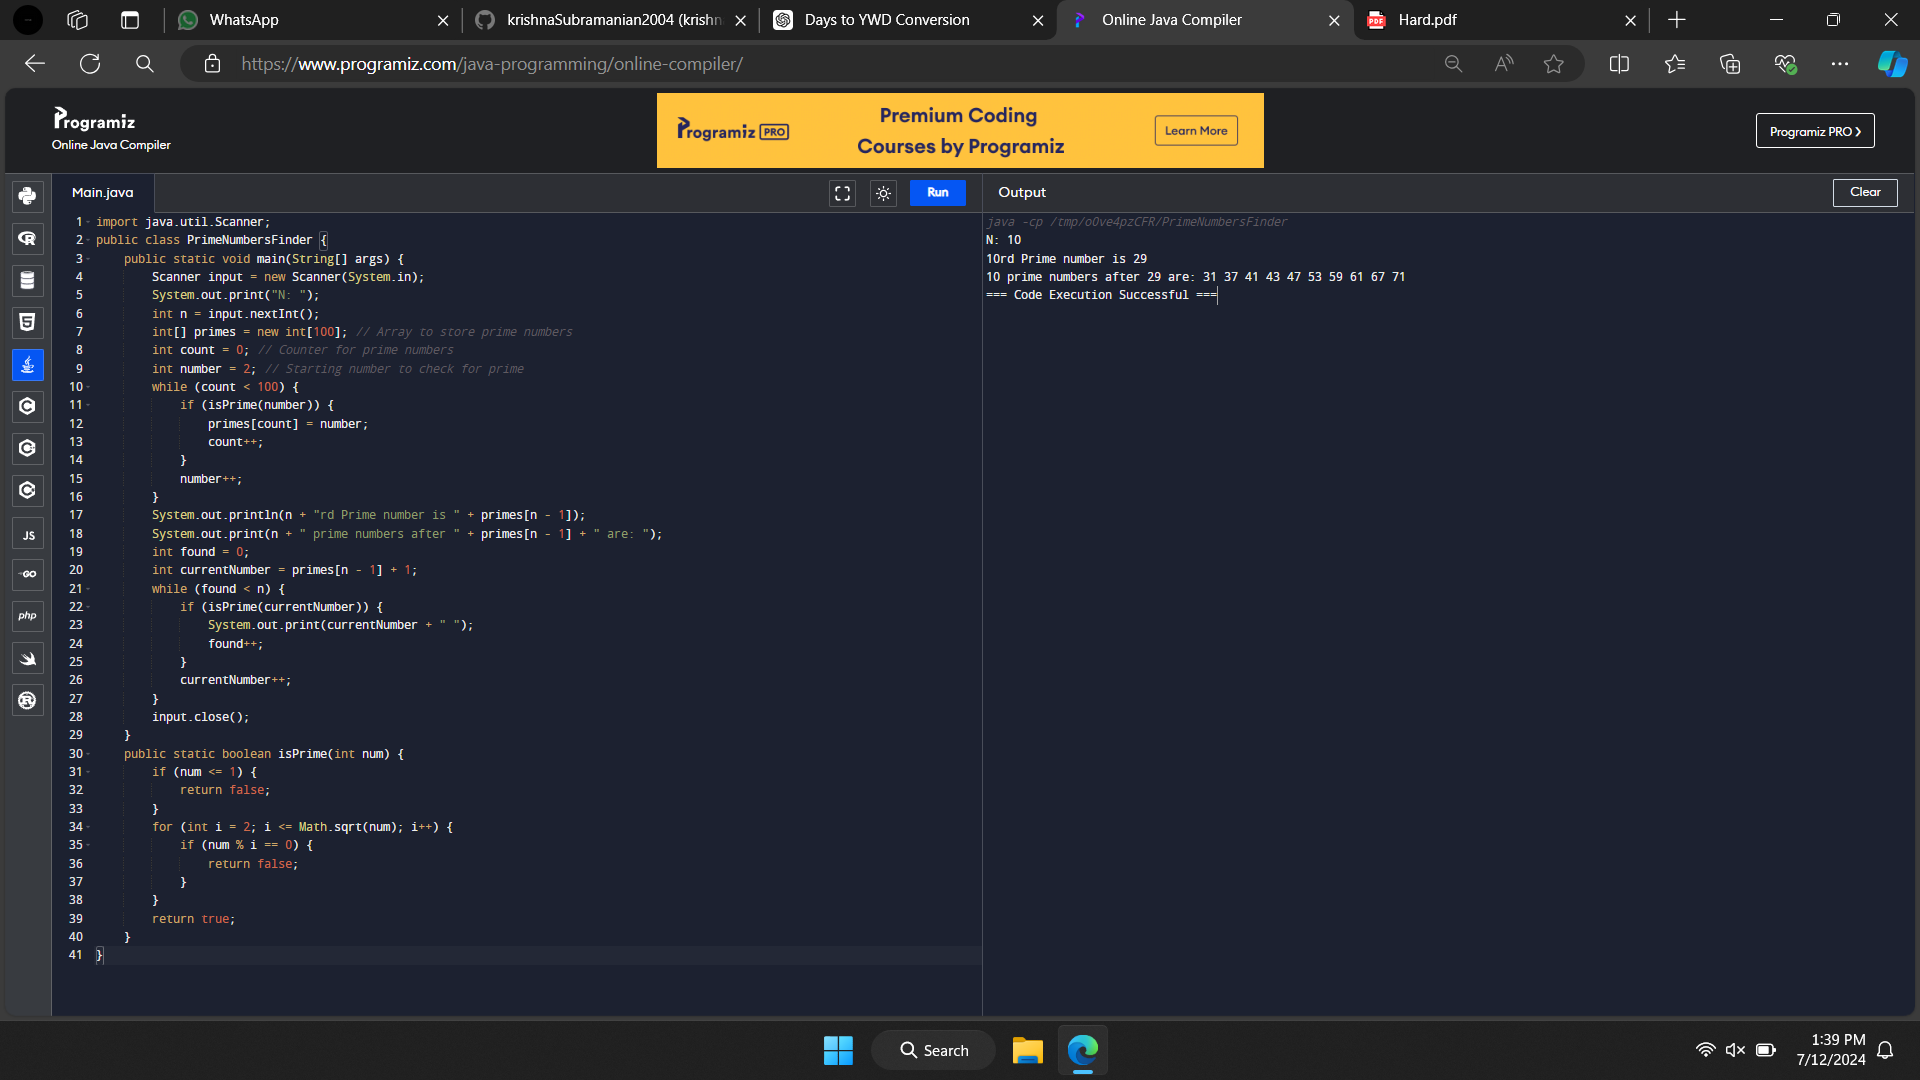 WhatsApp
krishnaSubramanian2004 (krishn
Days to YWD Conversion
Online Java Compiler
Hard.pdf
https://www.programiz.com/java-programming/online-compiler/
Programiz
Online Java Compiler
Programiz PRO
Premium Coding
Courses by Programiz
Learn More
Programiz PRO
Main.java
Run
Output
Clear
1 import java.util.Scanner;
2 public class PrimeNumbersFinder {
3 public static void main(String[] args) {
4 Scanner input = new Scanner(System.in);
5 System.out.print("N: ");
6 int n = input.nextInt();
7 int[] primes = new int[100]; // Array to store prime numbers
8 int count = 0; // Counter for prime numbers
9 int number = 2; // Starting number to check for prime
10 while (count < 100) {
11 if (isPrime(number)) {
12 primes[count] = number;
13 count++;
14 }
15 number++;
16 }
17 System.out.println(n + "rd Prime number is " + primes[n - 1]);
18 System.out.print(n + " prime numbers after " + primes[n - 1] + " are: ");
19 int found = 0;
20 int currentNumber = primes[n - 1] + 1;
21 while (found < n) {
22 if (isPrime(currentNumber)) {
23 System.out.print(currentNumber + " ");
24 found++;
25 }
26 currentNumber++;
27 }
28 input.close();
29 }
30 public static boolean isPrime(int num) {
31 if (num <= 1) {
32 return false;
33 }
34 for (int i = 2; i <= Math.sqrt(num); i++) {
35 if (num % i == 0) {
36 return false;
37 }
38 }
39 return true;
40 }
41 }
java -cp /tmp/oOve4pzCFR/PrimeNumbersFinder
N: 10
10rd Prime number is 29
10 prime numbers after 29 are: 31 37 41 43 47 53 59 61 67 71
=== Code Execution Successful ===
JS
GO
php
Search
1:39 PM
7/12/2024